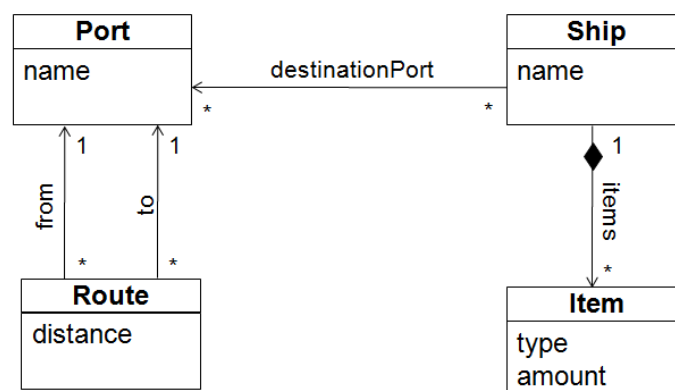 Port
name
Ship
name
destinationPort
*
*
1
1
1
from
to
items
*
*
*
Route
distance
Item
type
amount